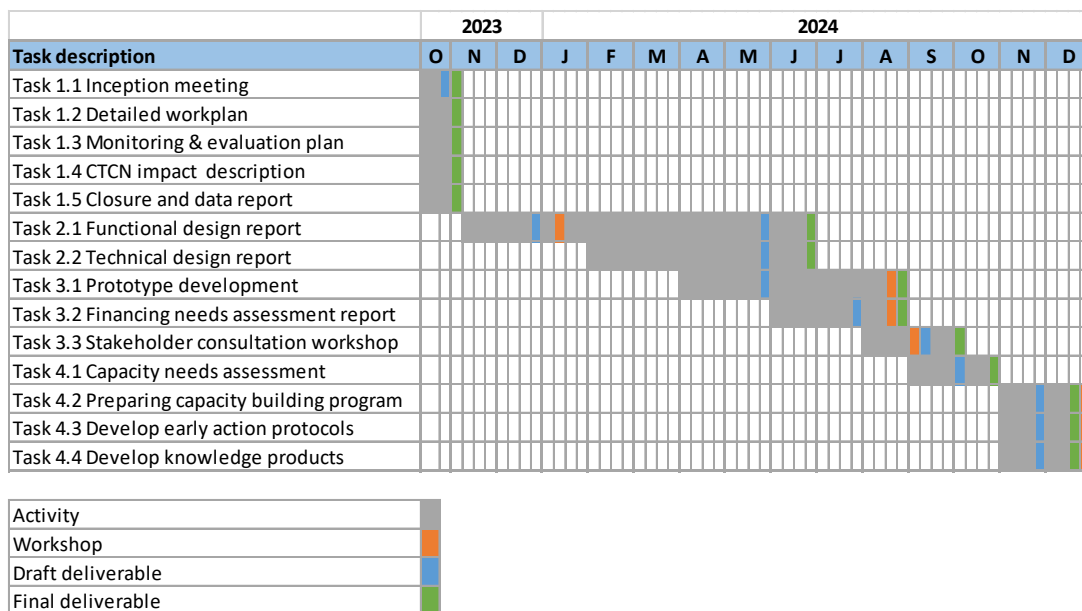 2023 2024
Task description O N D J F M A M J J A S O N D
Task 1.1 Inception meeting
Task 1.2 Detailed workplan
Task 1.3 Monitoring & evaluation plan
Task 1.4 CTCN impact description
Task 1.5 Closure and data report
Task 2.1 Functional design report
Task 2.2 Technical design report
Task 3.1 Prototype development
Task 3.2 Financing needs assessment report
Task 3.3 Stakeholder consultation workshop
Task 4.1 Capacity needs assessment
Task 4.2 Preparing capacity building program
Task 4.3 Develop early action protocols
Task 4.4 Develop knowledge products
Activity
Workshop
Draft deliverable
Final deliverable